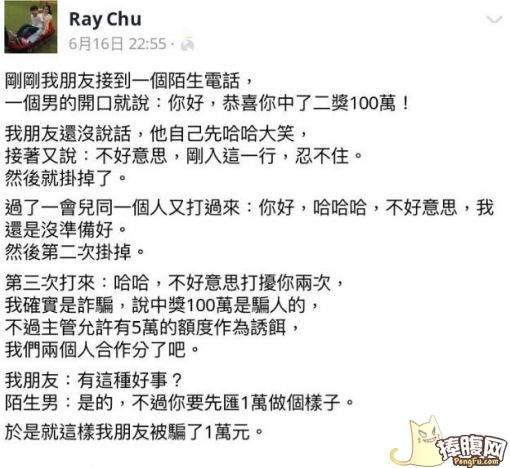 Ray Chu
6月16日 22:55 ·
剛剛我朋友接到一個陌生電話，
一個男的開口就說：你好，恭喜你中了二獎100萬！
我朋友還沒說話，他自己先哈哈大笑，
接著又說：不好意思，剛入這一行，忍不住。
然後就掛掉了。
過了一會兒同一個人又打過來：你好，哈哈哈，不好意思，我
還是沒準備好。
然後第二次掛掉。
第三次打來：哈哈，不好意思打擾你兩次，
我確實是詐騙，說中獎100萬是騙人的，
不過主管允許有5萬的額度作為誘餌，
我們兩個人合作分了吧。
我朋友：有這種好事？
陌生男：是的，不過你要先匯1萬做個樣子。
於是就這樣我朋友被騙了1萬元。
捧腹网
PengFu.com